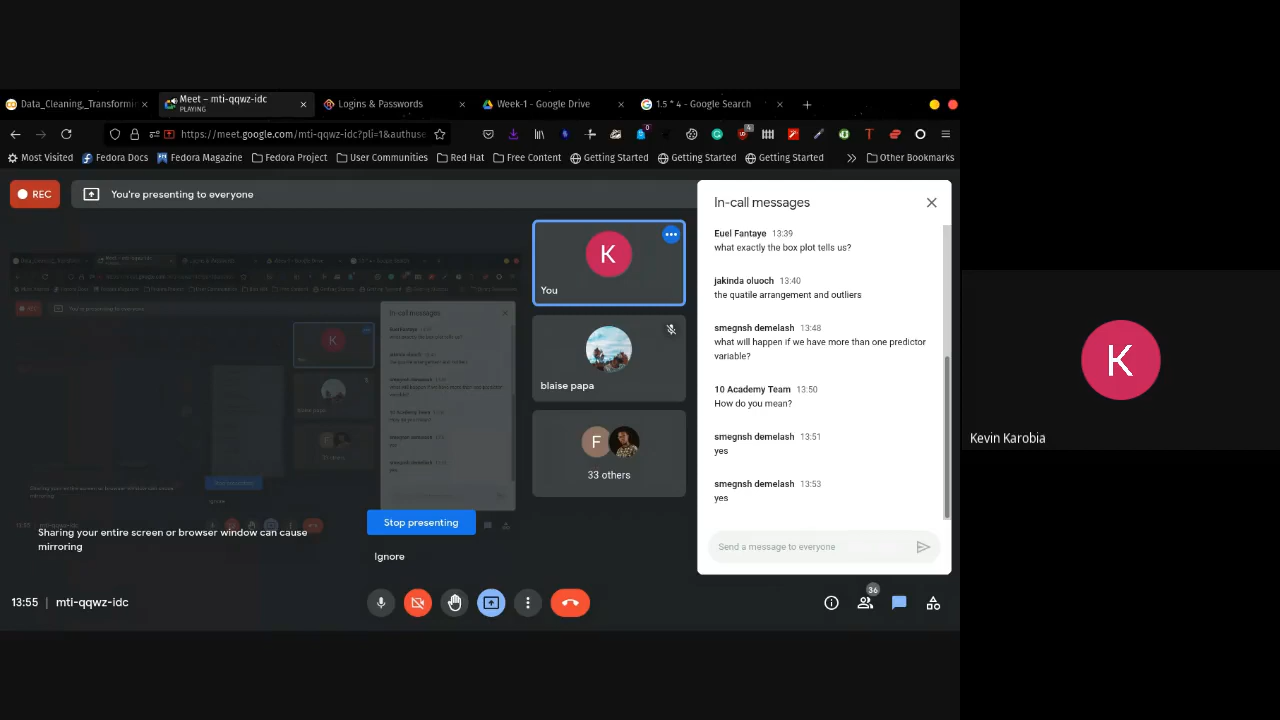 Data_Cleaning,_Transformi
Meet – mti-qqwz-idc
PLAYING
Logins & Passwords
Week-1 - Google Drive
1.5 * 4 - Google Search
https://meet.google.com/mti-qqwz-idc?pli=1&authuse
Most Visited
Fedora Docs
Fedora Magazine
Fedora Project
User Communities
Red Hat
Free Content
Getting Started
Getting Started
Getting Started
Other Bookmarks
REC
You're presenting to everyone
K
You
blaise papa
F
33 others
Sharing your entire screen or browser window can cause
mirroring
Stop presenting
Ignore
13:55 | mti-qqwz-idc
36
In-call messages
Euel Fantaye 13:39
what exactly the box plot tells us?
jakinda oluoch 13:40
the quatile arrangement and outliers
smegnsh demelash 13:48
what will happen if we have more than one predictor
variable?
10 Academy Team 13:50
How do you mean?
smegnsh demelash 13:51
yes
smegnsh demelash 13:53
yes
Send a message to everyone
K
Kevin Karobia